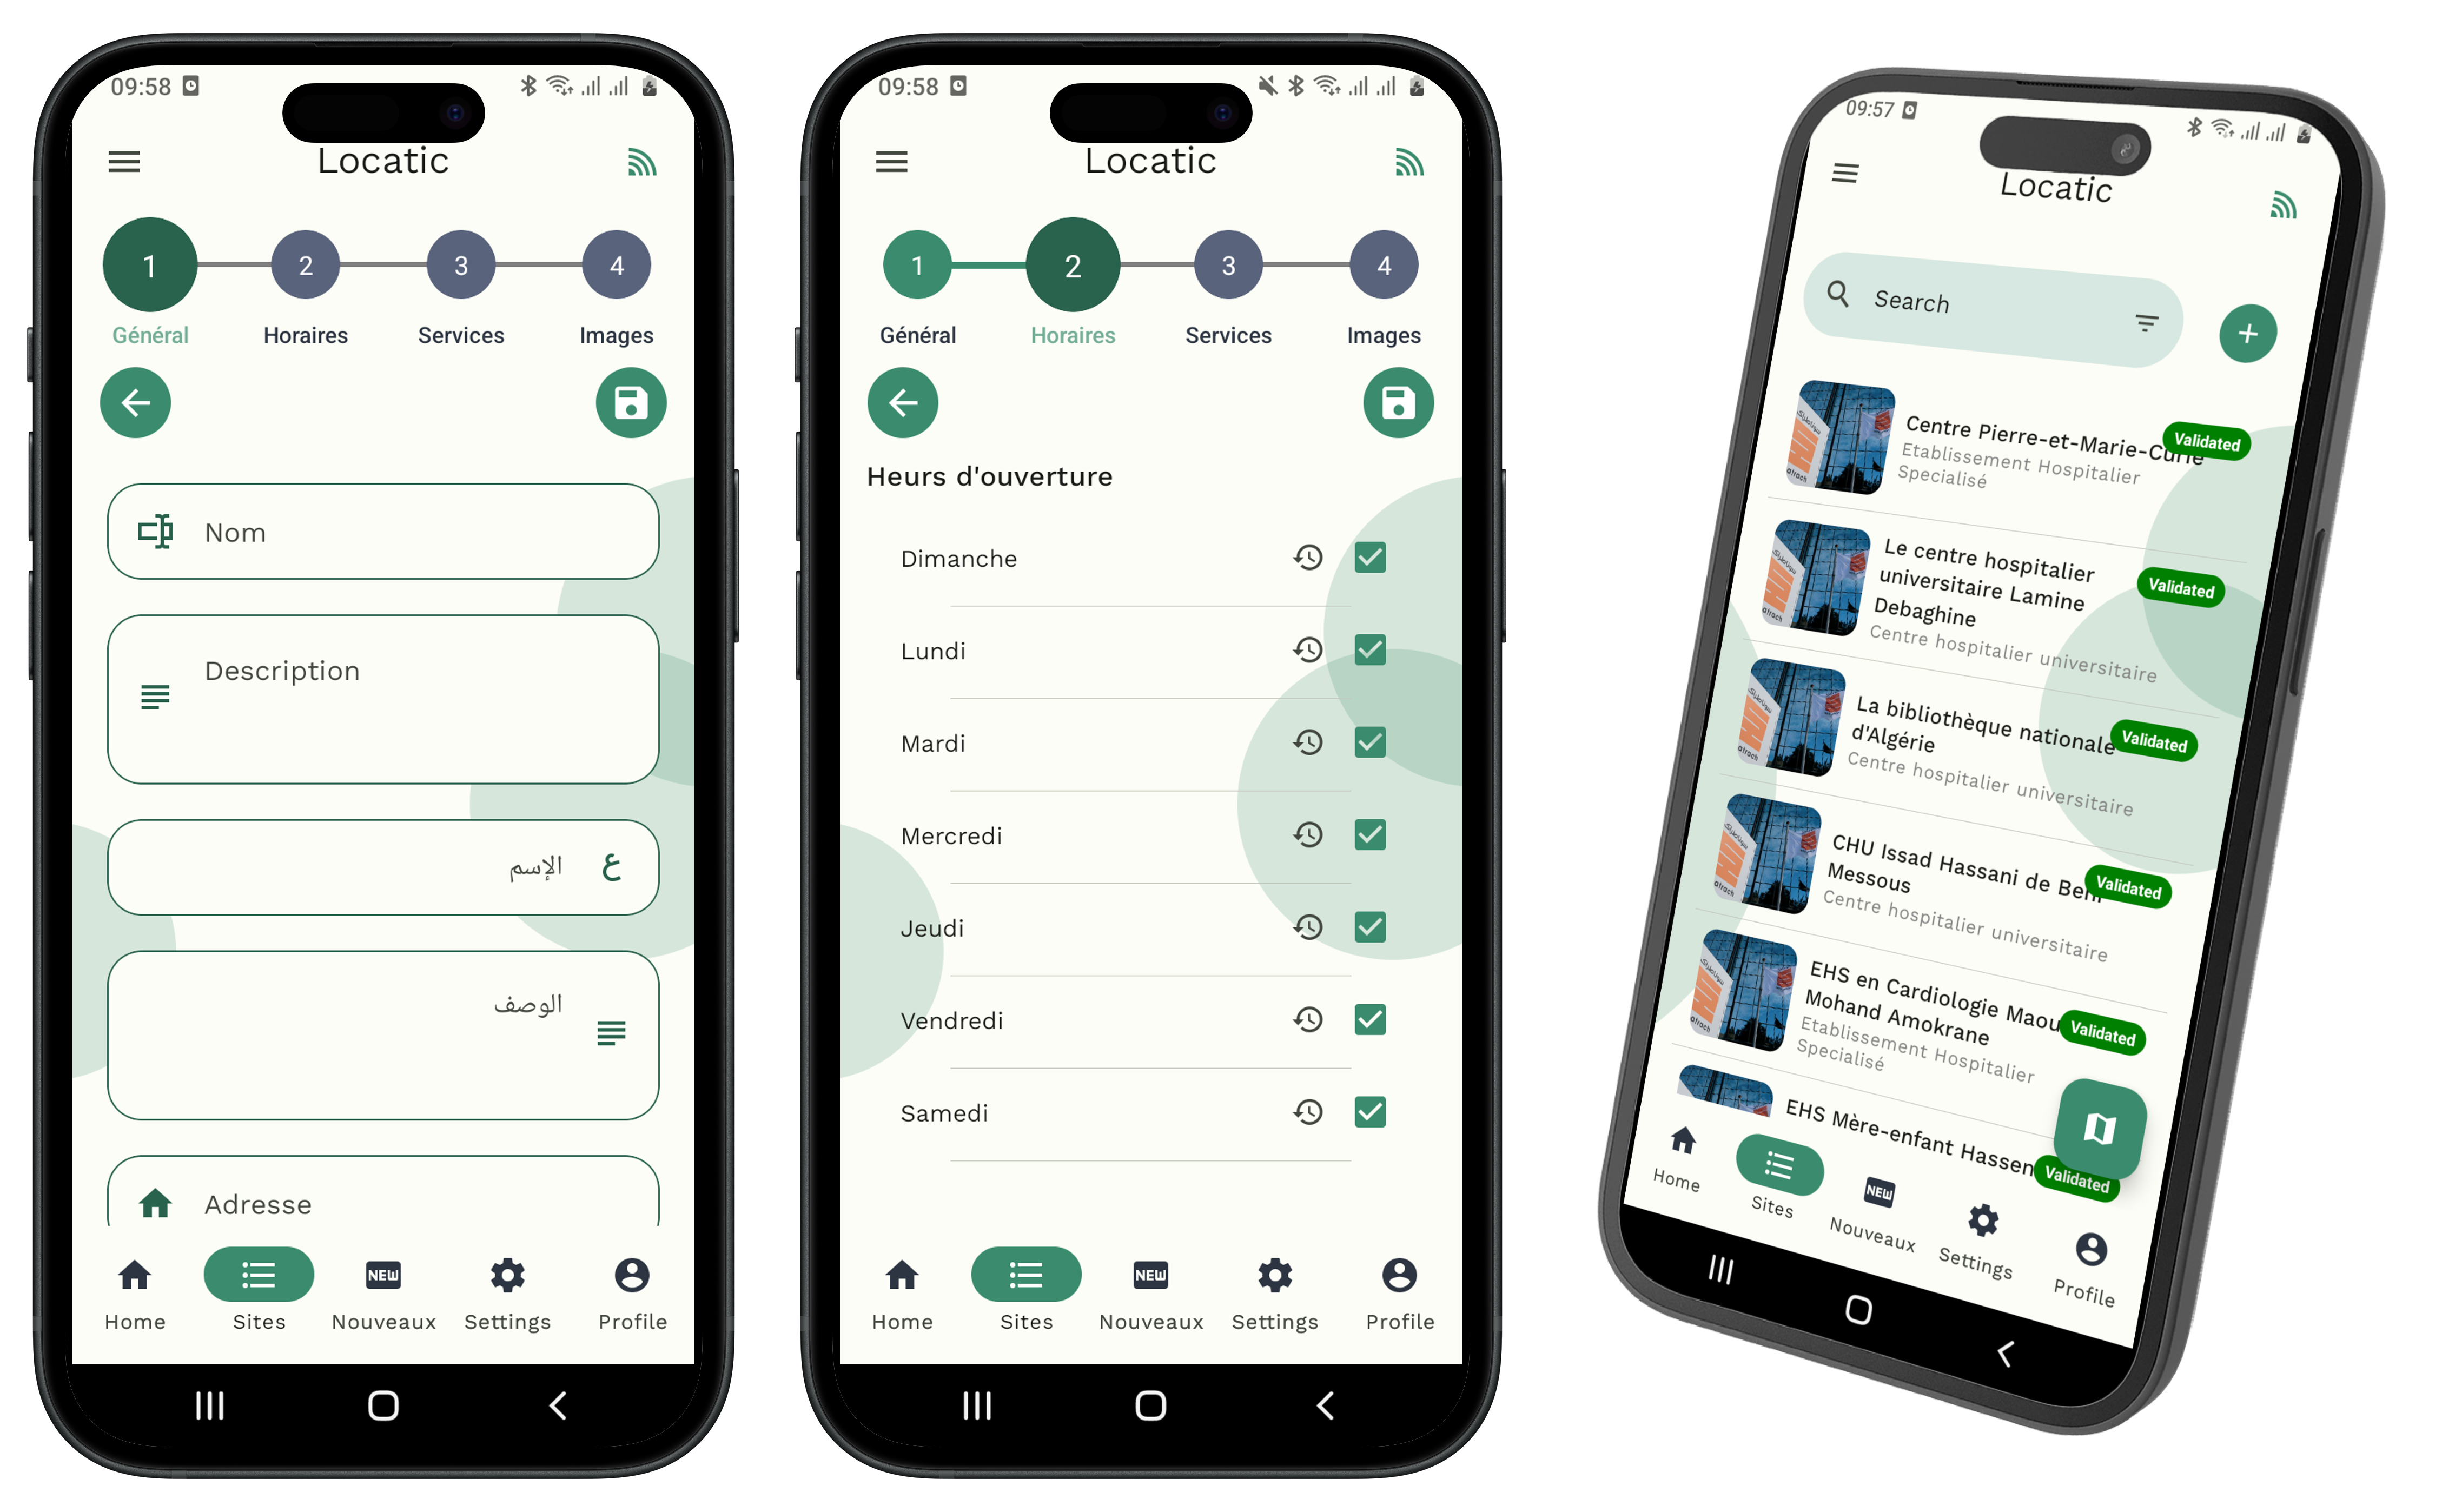 09:58
Locatic
1
2
3
4
Général
Horaires
Services
Images
Nom
Description
الإسم
ع
الوصف
Adresse
NEW
Home
Sites
Nouveaux
Settings
Profile
09:58
Locatic
1
2
3
4
Général
Horaires
Services
Images
Heurs d'ouverture
Dimanche
Lundi
Mardi
Mercredi
Jeudi
Vendredi
Samedi
NEW
Home
Sites
Nouveaux
Settings
Profile
09:57
Locatic
Search
Centre Pierre-et-Marie-Curie
Validated
Etablissement Hospitalier
Specialisé
Le centre hospitalier
universitaire Lamine
Debaghine
Validated
Centre hospitalier universitaire
La bibliothèque nationale
d'Algérie
Validated
Centre hospitalier universitaire
CHU Issad Hassani de Beni
Messous
Validated
Centre hospitalier universitaire
EHS en Cardiologie Maou
Mohand Amokrane
Validated
Etablissement Hospitalier
Specialisé
EHS Mère-enfant Hassen
Validated
NEW
Home
Sites
Nouveaux
Settings
Profile